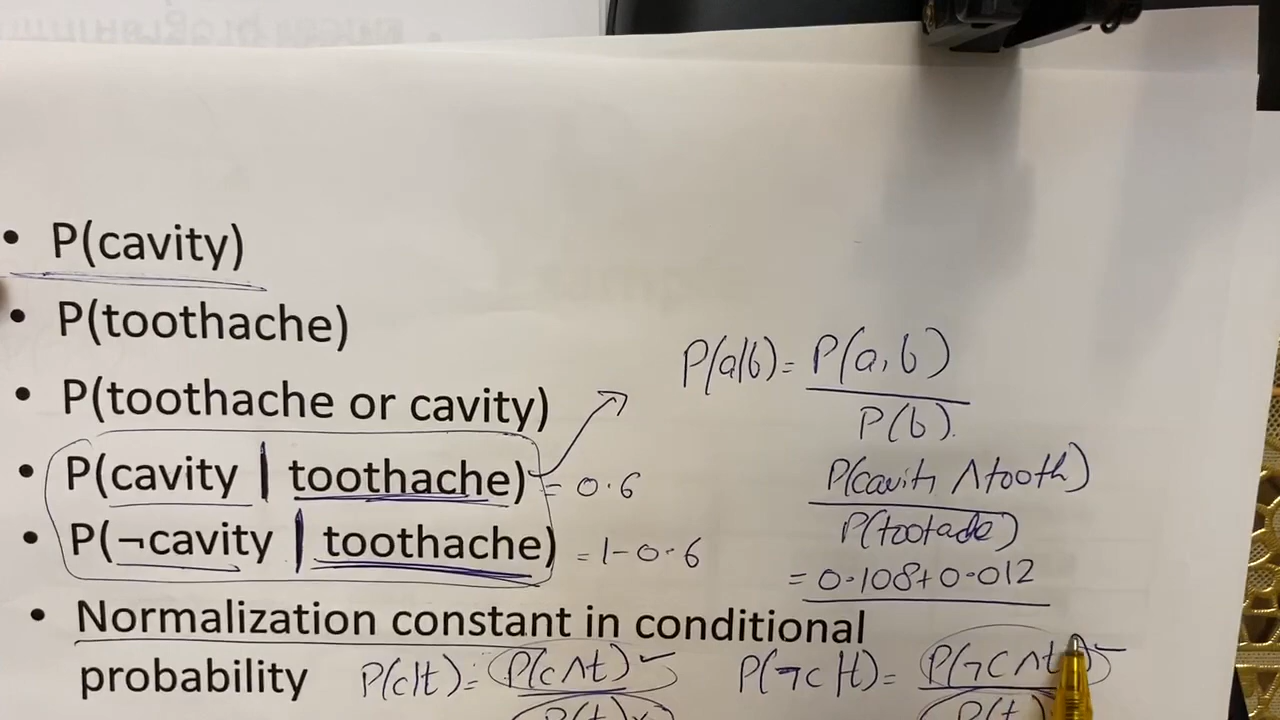 • P(cavity)
• P(toothache)
• P(toothache or cavity)
• P(cavity | toothache) = 0.6
• P(¬cavity | toothache) = 1-0.6
• Normalization constant in conditional
probability
P(a|b) = P(a,b)
P(b).
P(cavity ∧ tooth)
= 0.108+0.012
P(c|t) = P(c∧t)
P(t)
P(¬c|t) = P(¬c∧t)
P(t